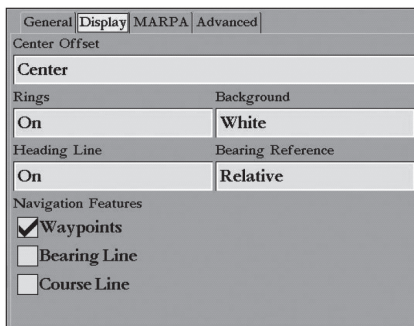 General Display MARPA Advanced
Center Offset
Center
Rings Background
On White
Heading Line Bearing Reference
On Relative
Navigation Features
Waypoints
Bearing Line
Course Line